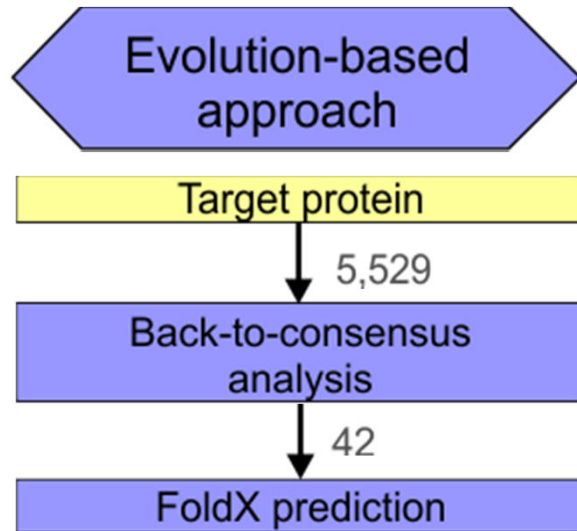 Evolution-based
approach
Target protein
5,529
Back-to-consensus
analysis
42
FoldX prediction